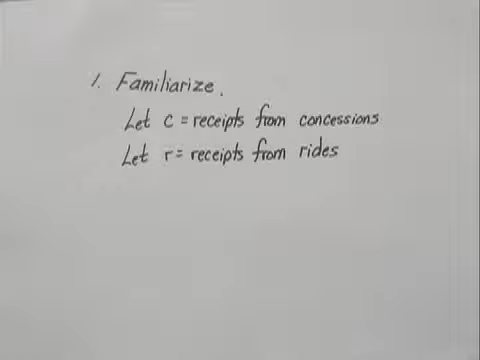 1. Familiarize.
Let c = receipts from concessions
Let r = receipts from rides